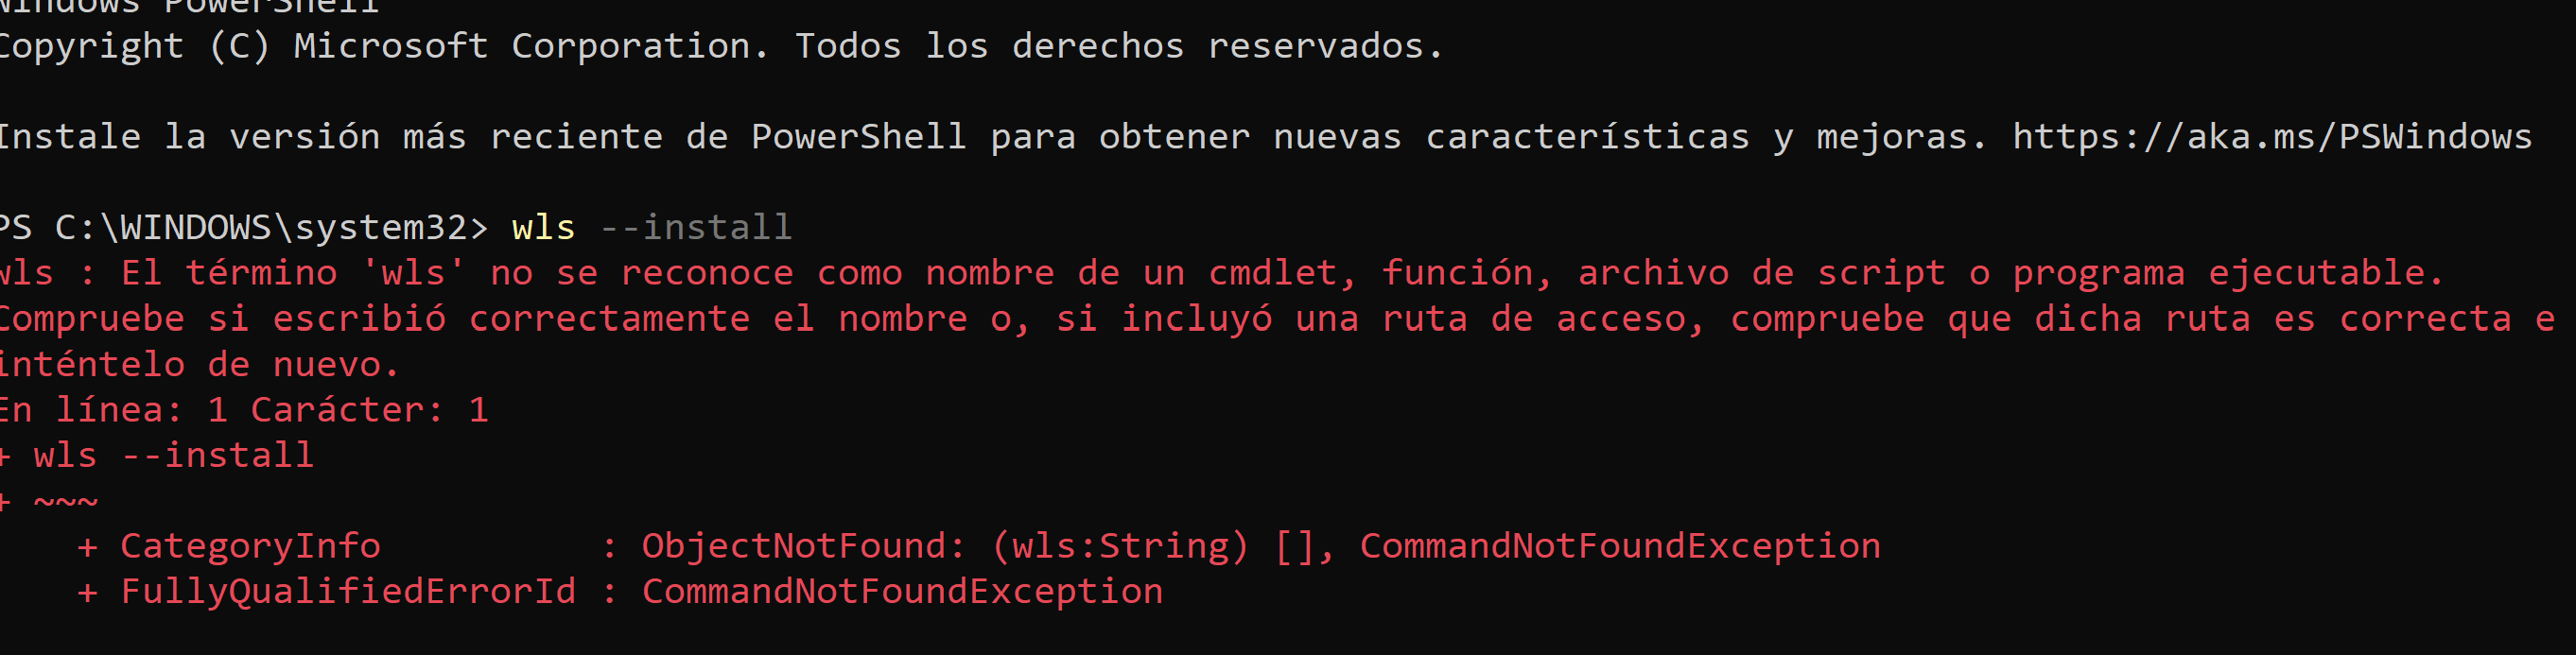 Windows PowerShell
Copyright (C) Microsoft Corporation. Todos los derechos reservados.
Instale la versión más reciente de PowerShell para obtener nuevas características y mejoras. https://aka.ms/PSWindows
PS C:\WINDOWS\system32> wls --install
wls : El término 'wls' no se reconoce como nombre de un cmdlet, función, archivo de script o programa ejecutable.
Compruebe si escribió correctamente el nombre o, si incluyó una ruta de acceso, compruebe que dicha ruta es correcta e
inténtelo de nuevo.
En línea: 1 Carácter: 1
+ wls --install
+ ~~~
    + CategoryInfo          : ObjectNotFound: (wls:String) [], CommandNotFoundException
    + FullyQualifiedErrorId : CommandNotFoundException